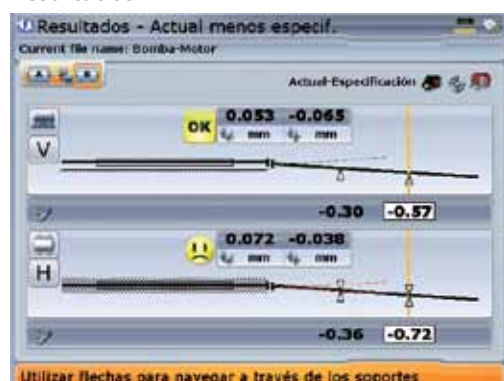 Resultados - Actual menos especif.
Current file name: Bomba-Motor
Actual-Especificación
OK
0.053 -0.065
mm mm
V
-0.30 -0.57
0.072 -0.038
mm mm
H
-0.36 -0.72
Utilizar flechas para navegar a través de los soportes